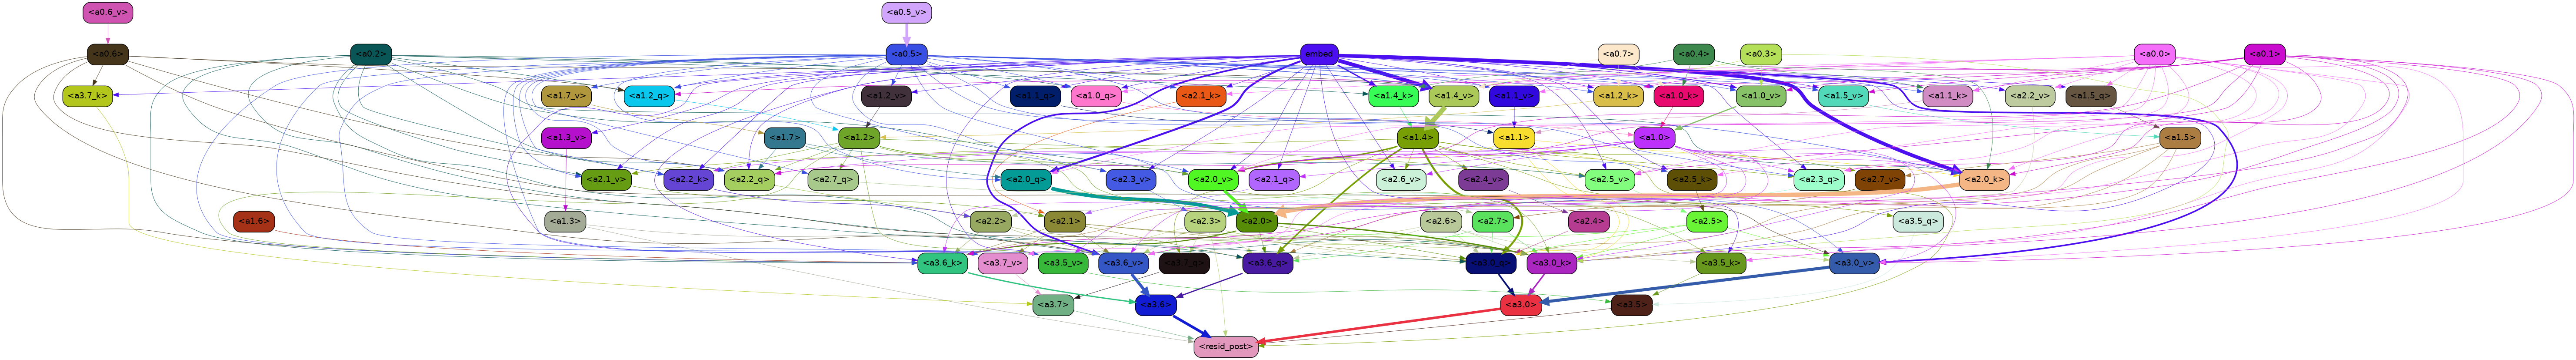 <a0.6_v> <a0.5_v>
<a0.6> <a0.2> <a0.5> embed <a0.7> <a0.4> <a0.3> <a0.0> <a0.1>
<a3.7_k> <a1.7_v> <a1.2_q> <a1.2_v> <a1.1_q> <a1.0_q> <a2.1_k> <a1.4_k> <a1.4_v> <a1.1_v> <a1.2_k> <a1.0_k> <a1.0_v> <a1.5_v> <a1.1_k> <a2.2_v> <a1.5_q>
<a1.3_v> <a1.7> <a1.2> <a1.4> <a1.1> <a1.0> <a1.5>
<a2.1_v> <a2.2_k> <a2.2_q> <a2.7_q> <a2.0_q> <a2.3_v> <a2.0_v> <a2.1_q> <a2.6_v> <a2.4_v> <a2.5_v> <a2.5_k> <a2.3_q> <a2.7_v> <a2.0_k>
<a1.6> <a1.3> <a2.2> <a2.1> <a2.3> <a2.0> <a2.6> <a2.7> <a2.4> <a2.5> <a3.5_q>
<a3.6_k> <a3.7_v> <a3.5_v> <a3.6_v> <a3.7_q> <a3.6_q> <a3.0_q> <a3.0_k> <a3.5_k> <a3.0_v>
<a3.7> <a3.6> <a3.0> <a3.5>
<resid_post>